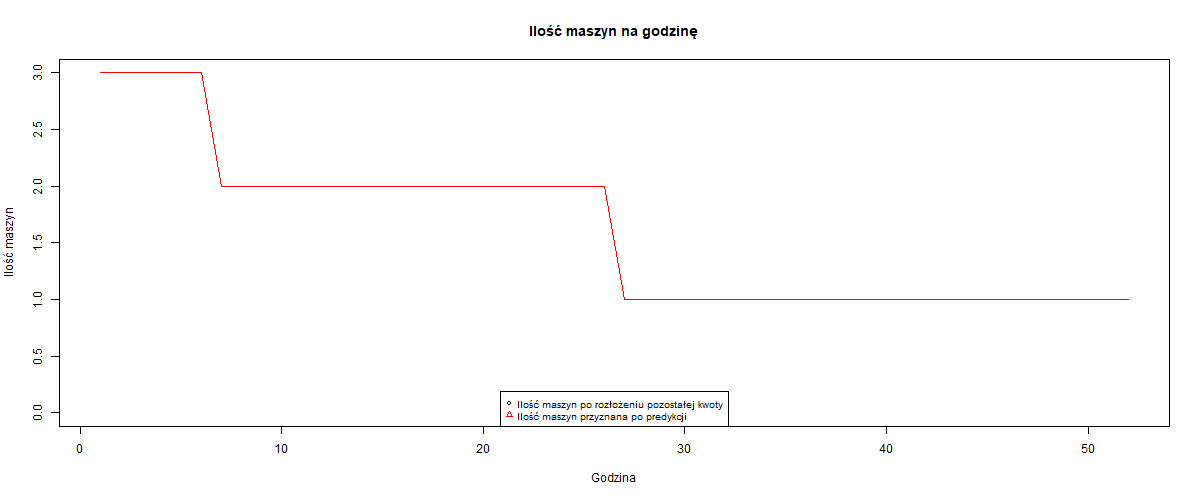 Ilość maszyn na godzinę
Ilość maszyn
3.0
2.5
2.0
1.5
1.0
0.5
0.0
Ilość maszyn po rozłożeniu pozostałej kwoty
Ilość maszyn przyznana po predykcji
0 10 20 30 40 50
Godzina